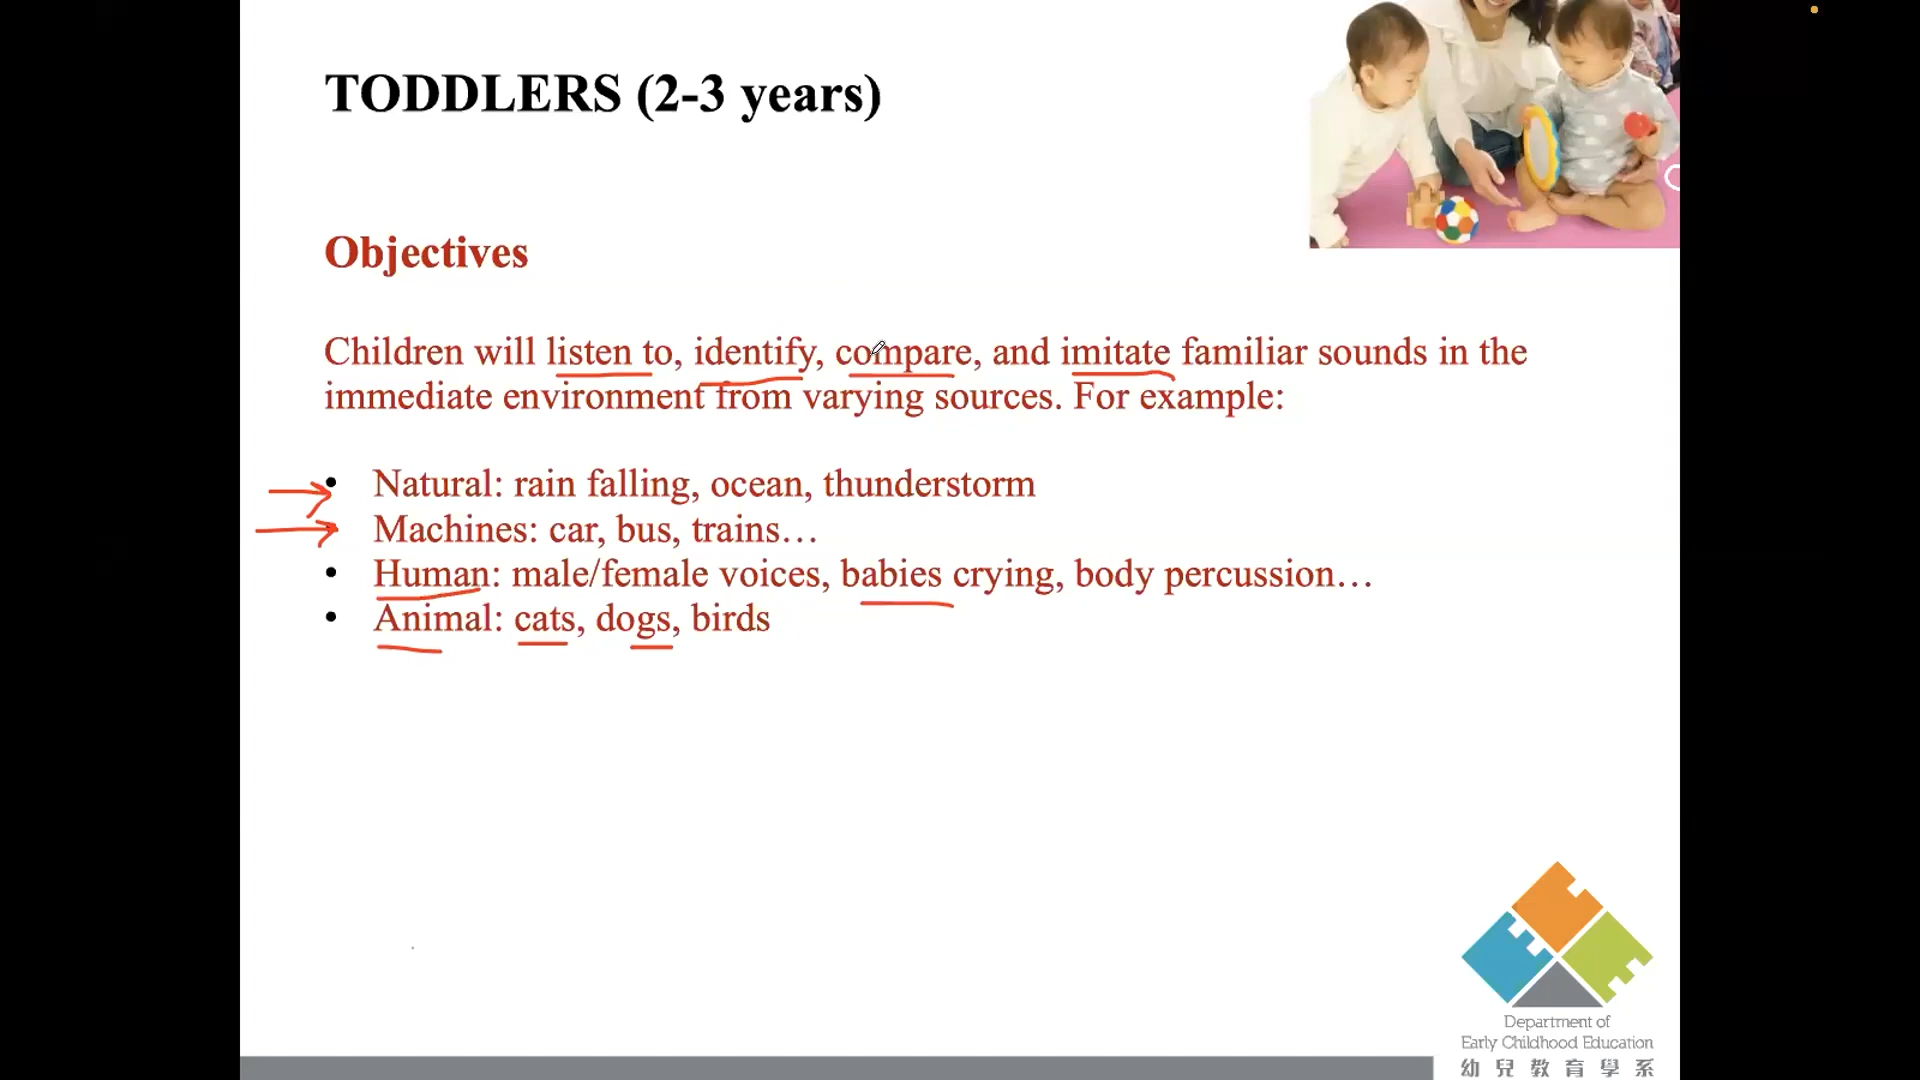 TODDLERS (2-3 years)
Objectives
Children will listen to, identify, compare, and imitate familiar sounds in the
immediate environment from varying sources. For example:
• Natural: rain falling, ocean, thunderstorm
• Machines: car, bus, trains…
• Human: male/female voices, babies crying, body percussion…
• Animal: cats, dogs, birds
Department of
Early Childhood Education
幼兒教育學系